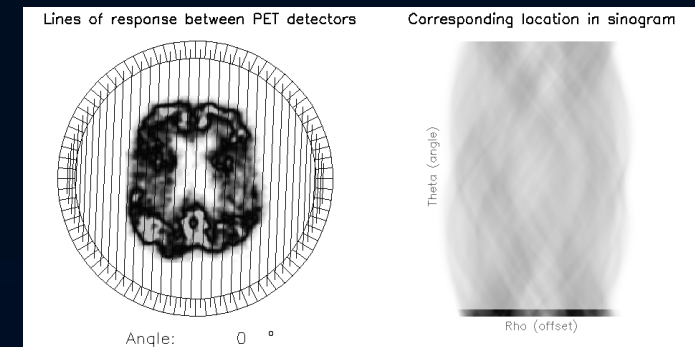 Lines of response between PET detectors
Corresponding location in sinogram
Theta (angle)
Rho (offset)
Angle: 0 °